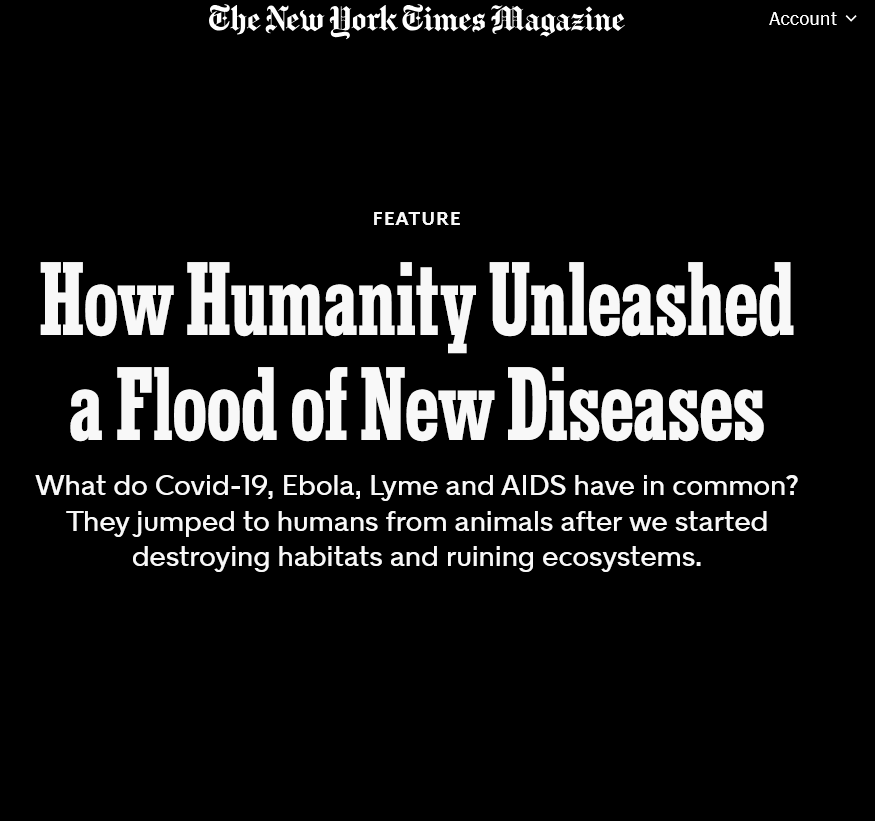 The New York Times Magazine
Account
FEATURE
How Humanity Unleashed
a Flood of New Diseases
What do Covid-19, Ebola, Lyme and AIDS have in common?
They jumped to humans from animals after we started
destroying habitats and ruining ecosystems.